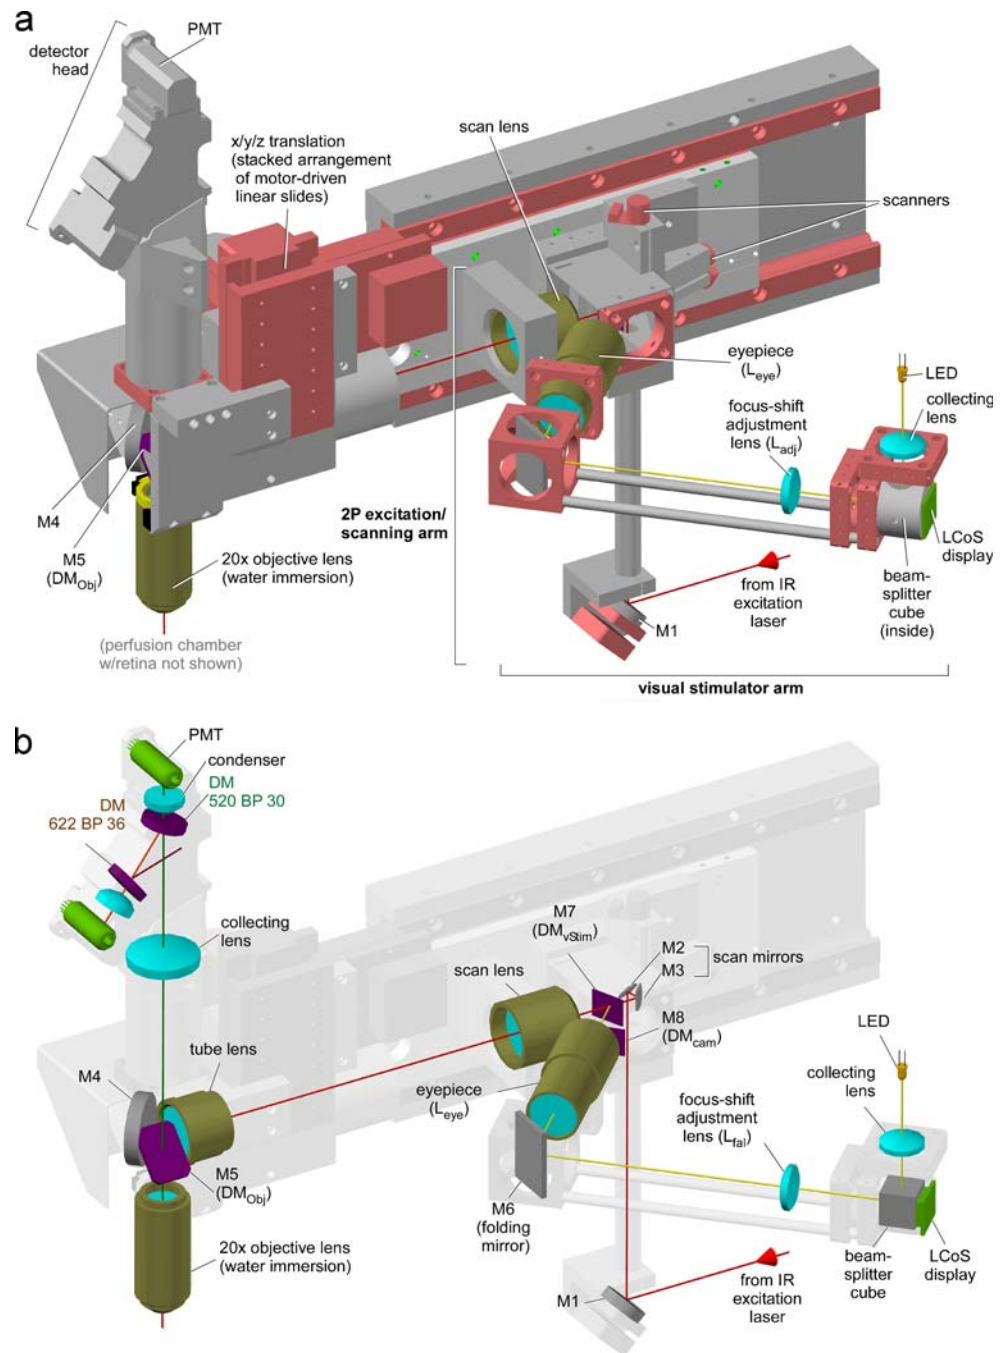 a
PMT
detector
head
x/y/z translation
(stacked arrangement
of motor-driven
linear slides)
scan lens
scanners
eyepiece
(Leye)
LED
collecting
lens
focus-shift
adjustment
lens (Ladj)
M4
M5
(DMObj)
20x objective lens
(water immersion)
(perfusion chamber
w/retina not shown)
2P excitation/
scanning arm
LCoS
display
beam-
splitter
cube
(inside)
from IR
excitation
laser
M1
visual stimulator arm
b
PMT
condenser
DM
520 BP 30
DM
622 BP 36
collecting
lens
M7
(DMvStim)
M2
M3
scan mirrors
scan lens
M8
(DMcam)
LED
tube lens
M4
eyepiece
(Leye)
collecting
lens
focus-shift
adjustment
lens (Lfal)
M5
(DMObj)
M6
(folding
mirror)
20x objective lens
(water immersion)
beam-
splitter
cube
LCoS
display
from IR
excitation
laser
M1